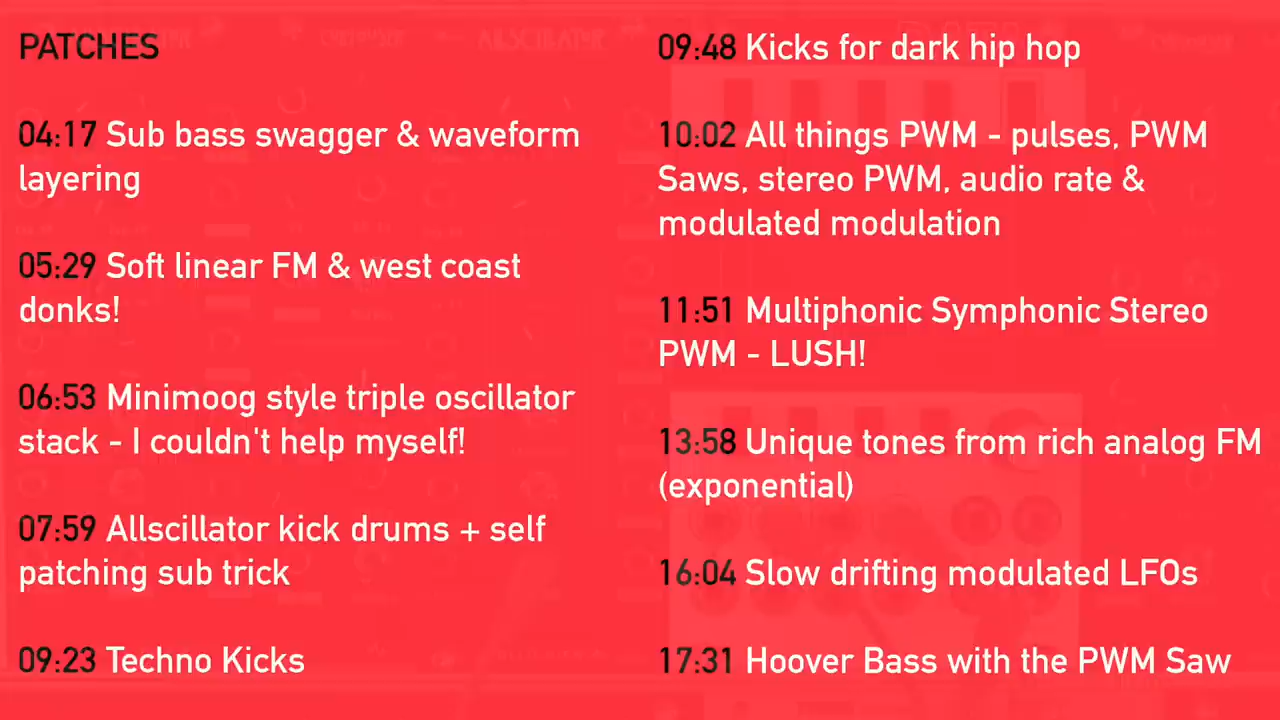 PATCHES
04:17 Sub bass swagger & waveform
layering
05:29 Soft linear FM & west coast
donks!
06:53 Minimoog style triple oscillator
stack - I couldn't help myself!
07:59 Allscillator kick drums + self
patching sub trick
09:23 Techno Kicks
09:48 Kicks for dark hip hop
10:02 All things PWM - pulses, PWM
Saws, stereo PWM, audio rate &
modulated modulation
11:51 Multiphonic Symphonic Stereo
PWM - LUSH!
13:58 Unique tones from rich analog FM
(exponential)
16:04 Slow drifting modulated LFOs
17:31 Hoover Bass with the PWM Saw